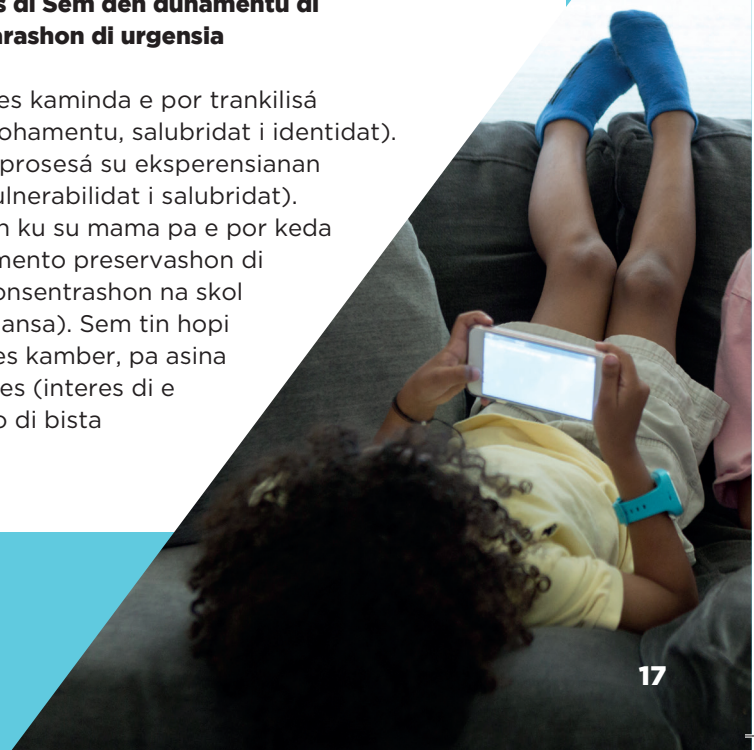 s di Sem den dunamentu di
arashon di urgensia
es kaminda e por trankilisá
ohamentu, salubridat i identidat).
prosesá su eksperensianan
ulnerabilidat i salubridat).
n ku su mama pa e por keda
mento preservashon di
onsentrashon na skol
ansa). Sem tin hopi
es kamber, pa asina
es (interes di e
o di bista
17